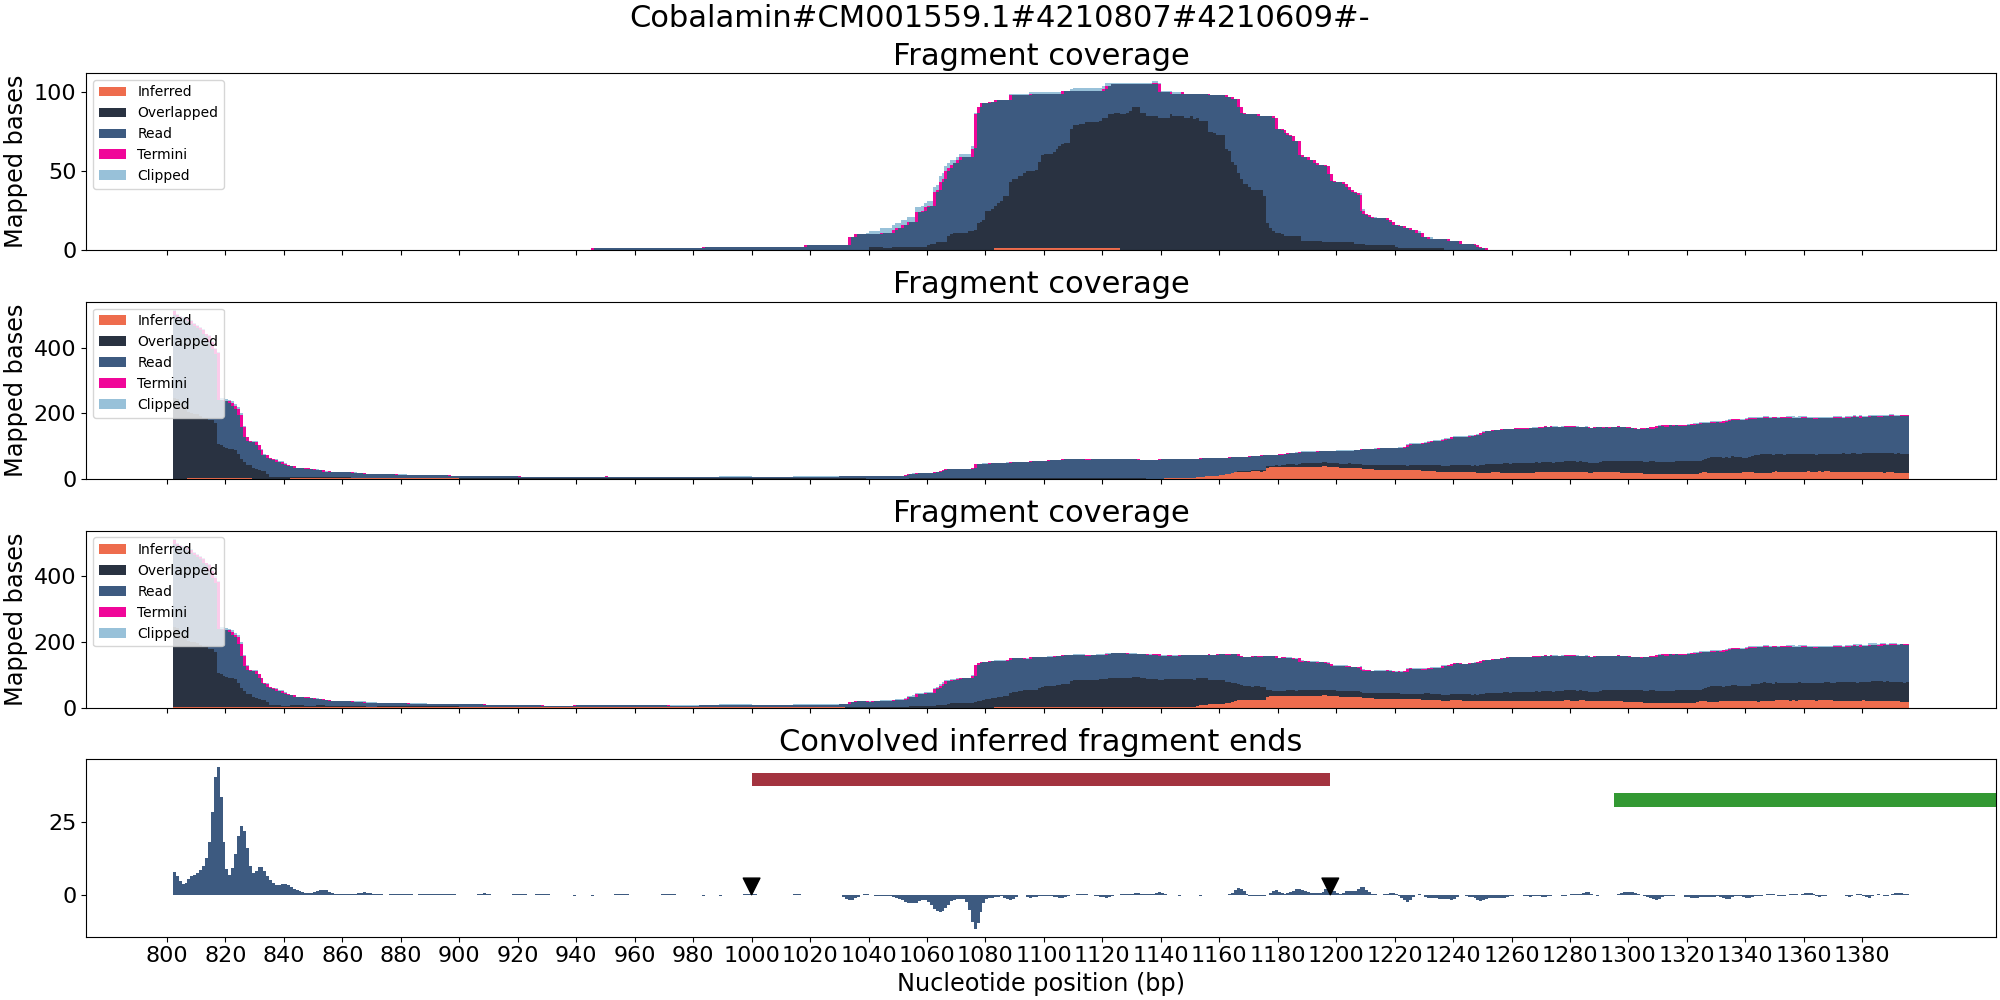 Cobalamin#CM001559.1#4210807#4210609#-
Fragment coverage
Mapped bases
100
50
0
Inferred
Overlapped
Read
Termini
Clipped
Fragment coverage
Mapped bases
400
200
0
Inferred
Overlapped
Read
Termini
Clipped
Fragment coverage
Mapped bases
400
200
0
Inferred
Overlapped
Read
Termini
Clipped
Convolved inferred fragment ends
25
0
800 820 840 860 880 900 920 940 960 980 1000 1020 1040 1060 1080 1100 1120 1140 1160 1180 1200 1220 1240 1260 1280 1300 1320 1340 1360 1380
Nucleotide position (bp)